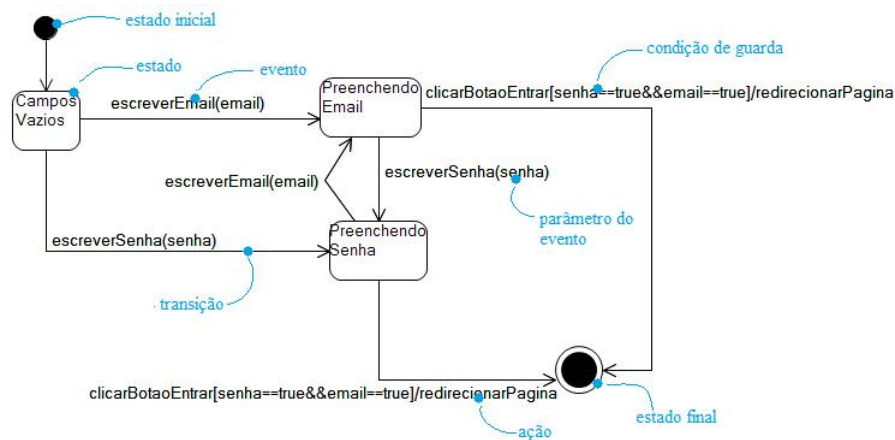 estado inicial
estado
evento
condição de guarda
Campos
Vazios
escreverEmail(email)
Preenchendo
Email
clicarBotaoEntrar[senha==true&&email==true]/redirecionarPagina
escreverEmail(email)
escreverSenha(senha)
parâmetro do
evento
escreverSenha(senha)
Preenchendo
Senha
transição
clicarBotaoEntrar[senha==true&&email==true]/redirecionarPagina
estado final
ação